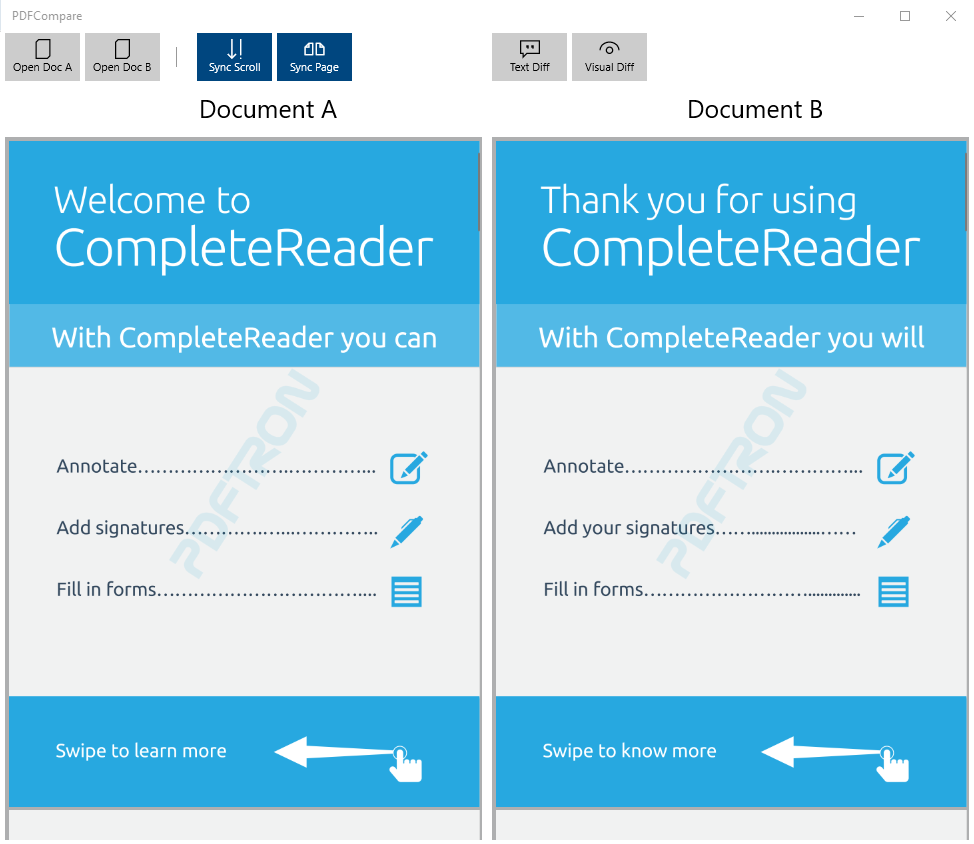 PDFCompare
Open Doc A Open Doc B Sync Scroll Sync Page Text Diff Visual Diff
Document A
Welcome to
CompleteReader
With CompleteReader you can
PDFTRON
Annotate……………………..…………...
Add signatures…………..…...…………..
Fill in forms…………………………….....
Swipe to learn more
Document B
Thank you for using
CompleteReader
With CompleteReader you will
PDFTRON
Annotate……………………..…………...
Add your signatures……..................……
Fill in forms………………………..............
Swipe to know more